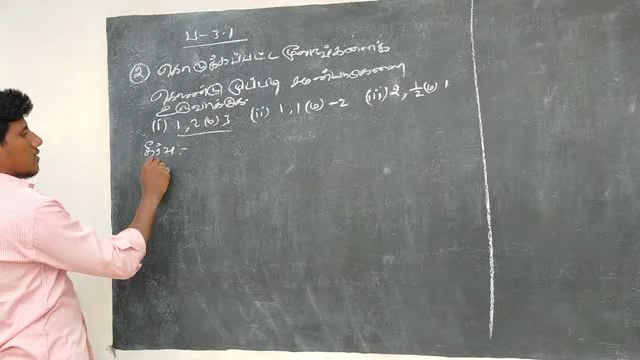 ப-3.1
② கொடுக்கப்பட்ட மூலங்களைக்
கொண்டு முப்படி சமன்பாடுகளை
உருவாக்குக
(i) 1, 2 (ம) 3 (ii) 1, 1 (ம) -2 (iii) 2, 1/2 (ம) 1
தீர்வு :-